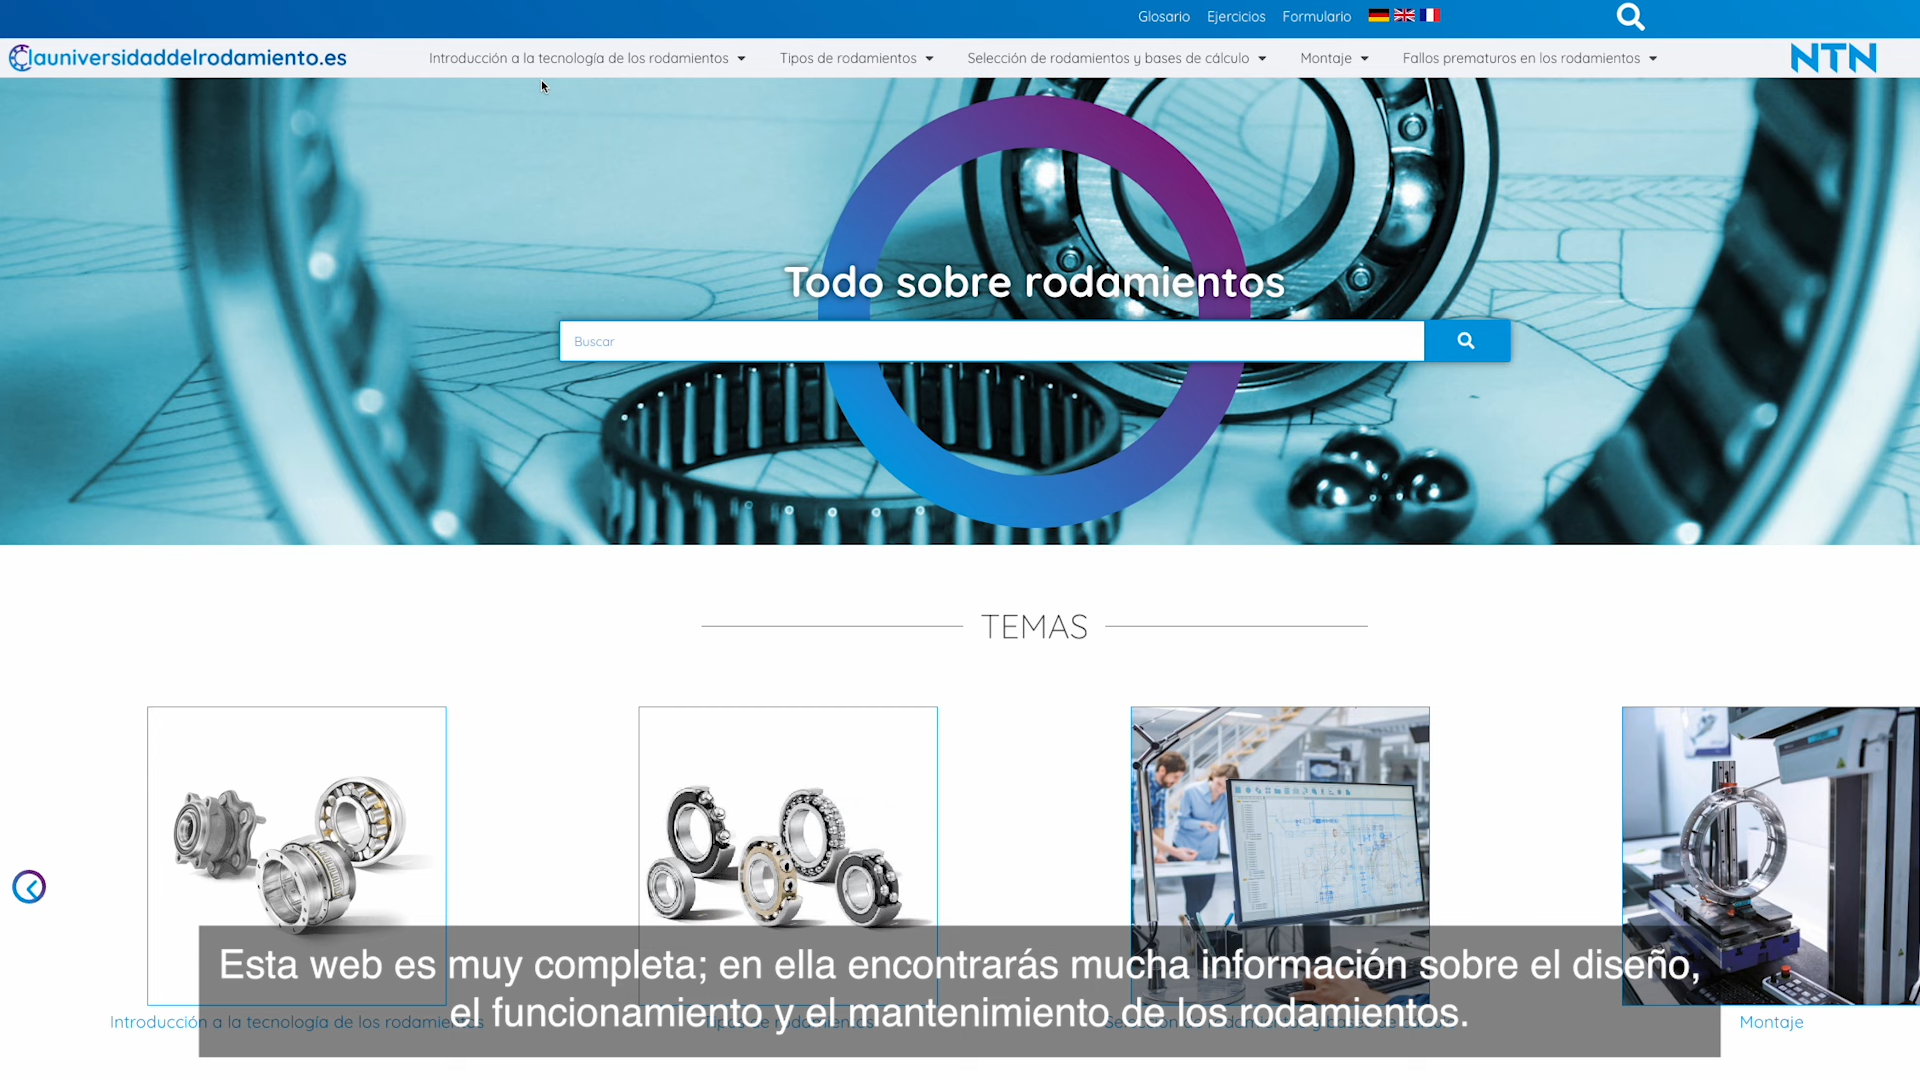 Glosario Ejercicios Formulario
launiversidaddelrodamiento.es
Introducción a la tecnología de los rodamientos
Tipos de rodamientos
Selección de rodamientos y bases de cálculo
Montaje
Fallos prematuros en los rodamientos
NTN
Todo sobre rodamientos
Buscar
TEMAS
Introducción a la tecnología de los rodamientos
Montaje
Esta web es muy completa; en ella encontrarás mucha información sobre el diseño,
el funcionamiento y el mantenimiento de los rodamientos.